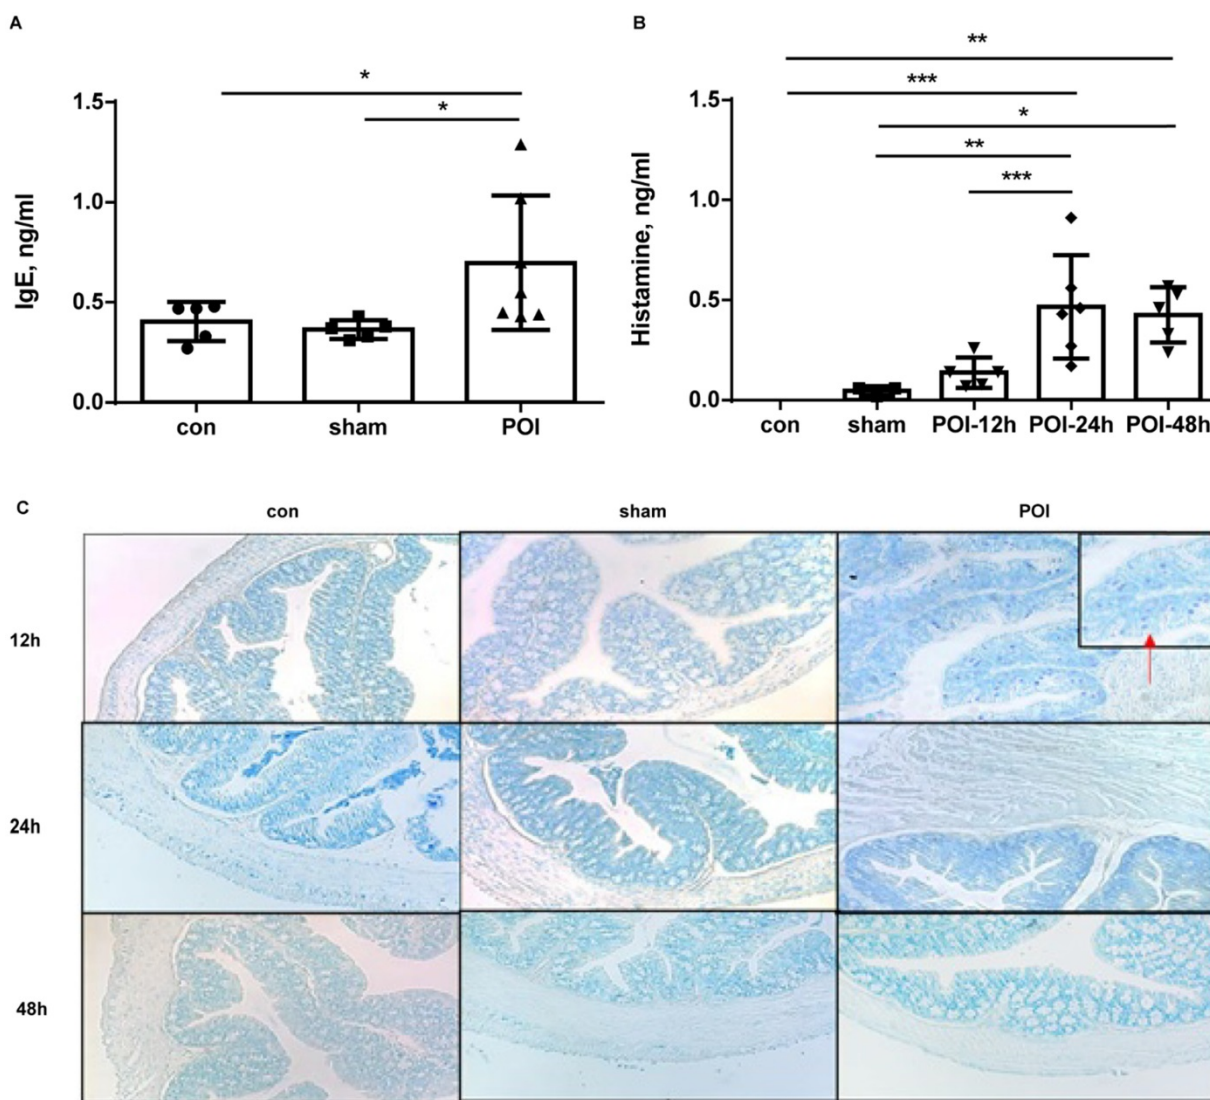 A
B
*
*
1.5
1.0
0.5
0.0
IgE, ng/ml
con sham POI
**
***
*
**
***
1.5
1.0
0.5
0.0
Histamine, ng/ml
con sham POI-12h POI-24h POI-48h
C
con sham POI
12h
24h
48h